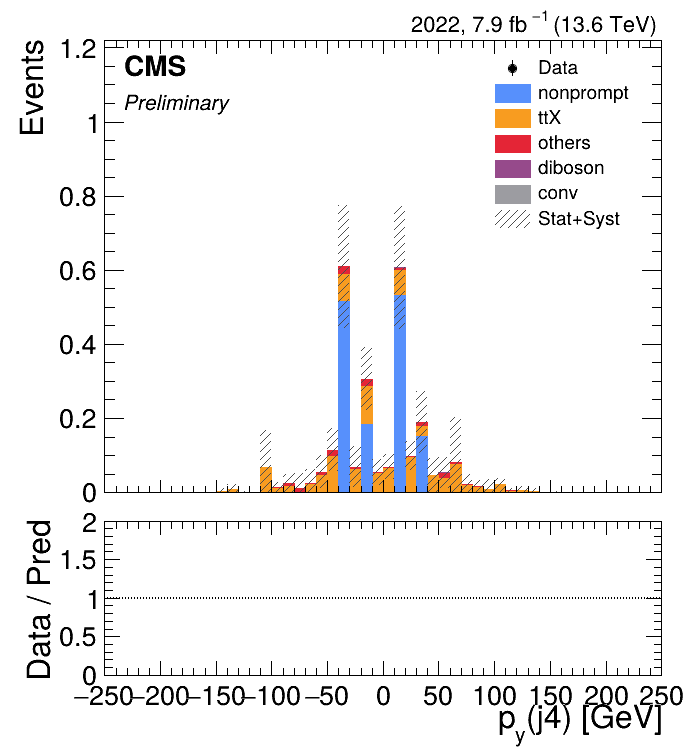 2022, 7.9 fb⁻¹ (13.6 TeV)
Events
1.2
1
0.8
0.6
0.4
0.2
0
CMS
Preliminary
Data
nonprompt
ttX
others
diboson
conv
Stat+Syst
Data / Pred
2
1.5
1
0.5
0
−250 −200 −150 −100 −50 0 50 100 150 200 250
p_y(j4) [GeV]